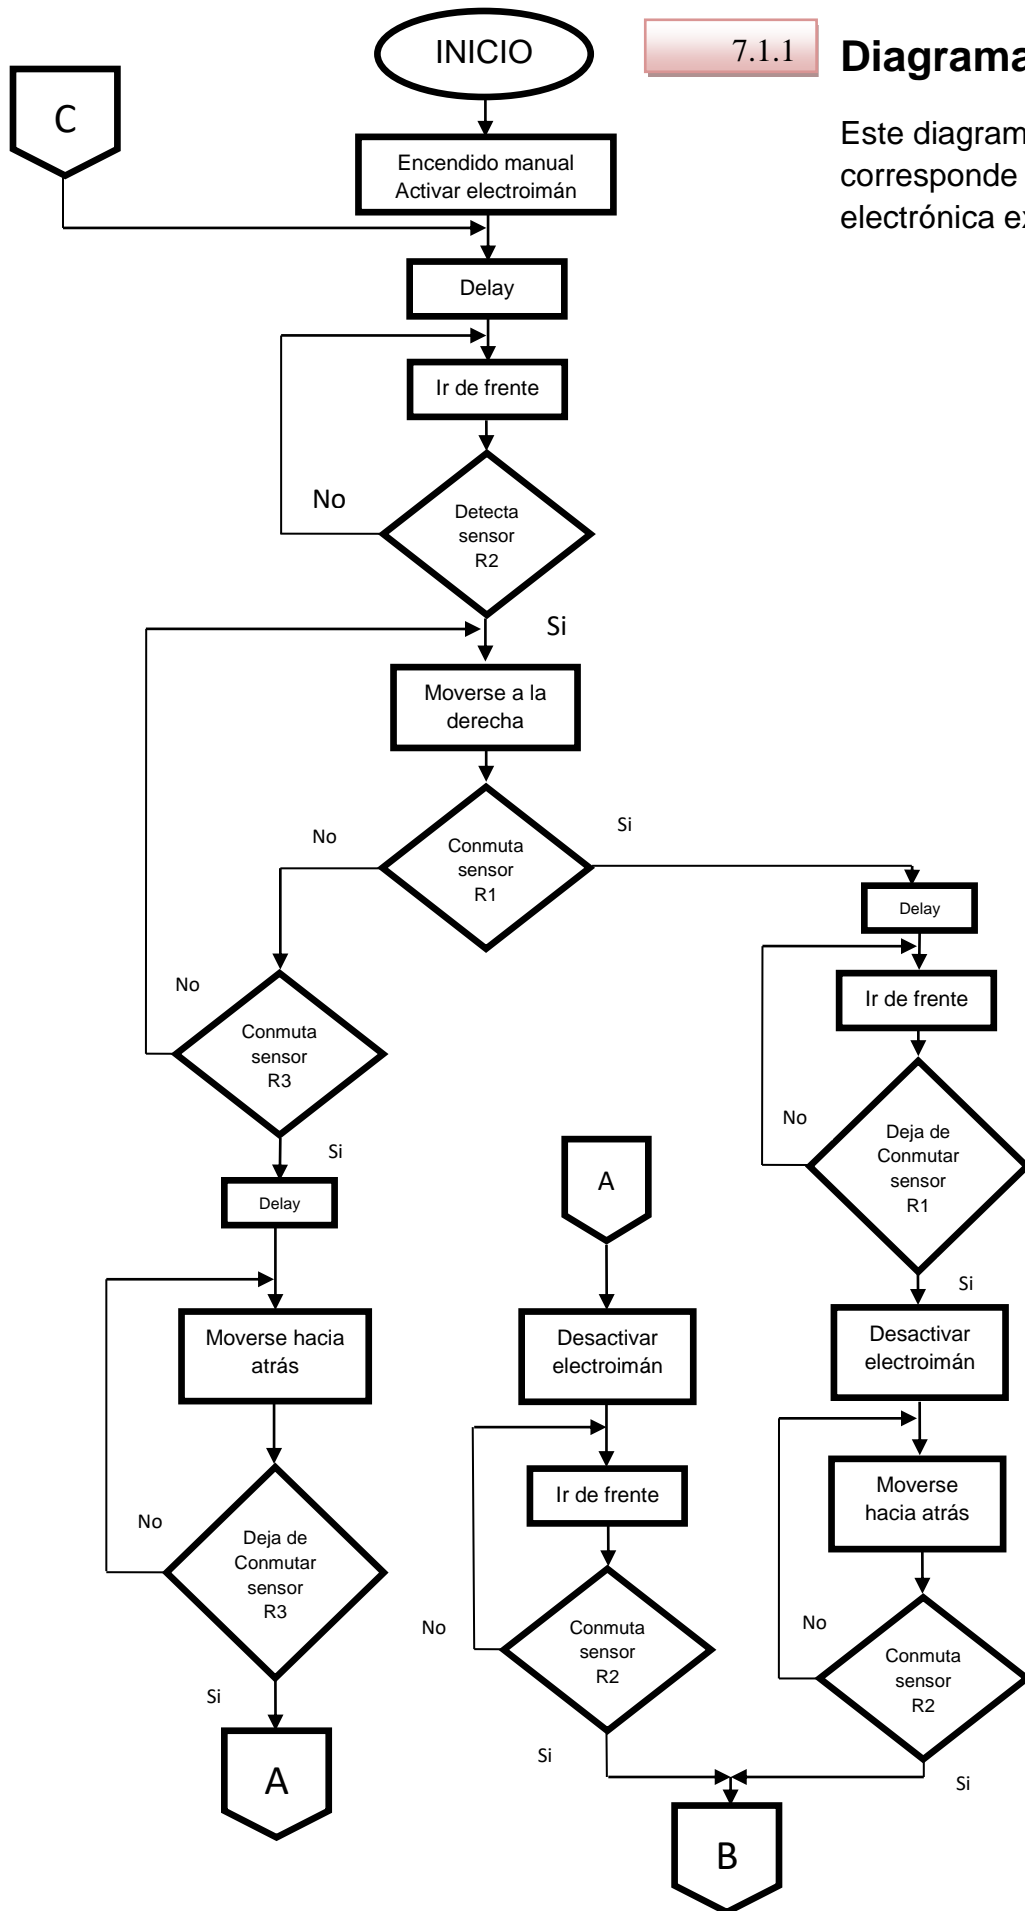 INICIO
7.1.1
Diagrama
Este diagram
corresponde
electrónica e
C
Encendido manual
Activar electroimán
Delay
Ir de frente
No
Detecta
sensor
R2
Si
Moverse a la
derecha
No
Conmuta
sensor
R1
Si
Delay
Ir de frente
No
Conmuta
sensor
R3
Si
No
Deja de
Conmutar
sensor
R1
Si
A
Delay
Moverse hacia
atrás
Desactivar
electroimán
Desactivar
electroimán
No
Deja de
Conmutar
sensor
R3
Si
Ir de frente
Moverse
hacia atrás
No
Conmuta
sensor
R2
Si
No
Conmuta
sensor
R2
Si
A
B